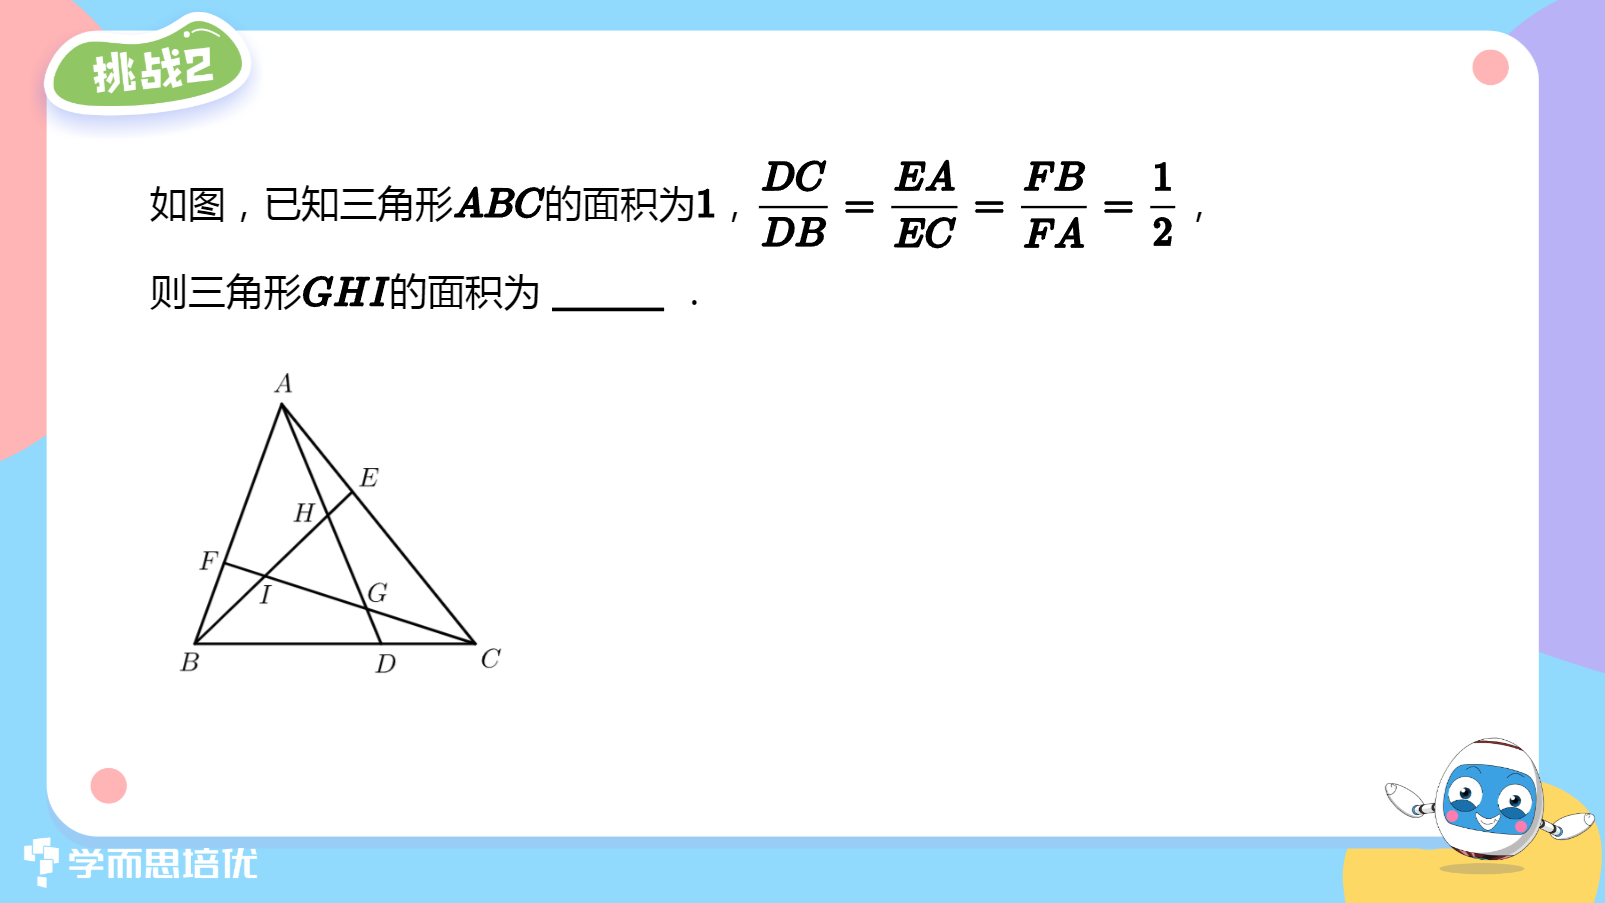 挑战2
如图，已知三角形ABC的面积为1，DC/DB = EA/EC = FB/FA = 1/2，
则三角形GHI的面积为 ______ .
A
E
H
F
I
G
B
D
C
学而思培优